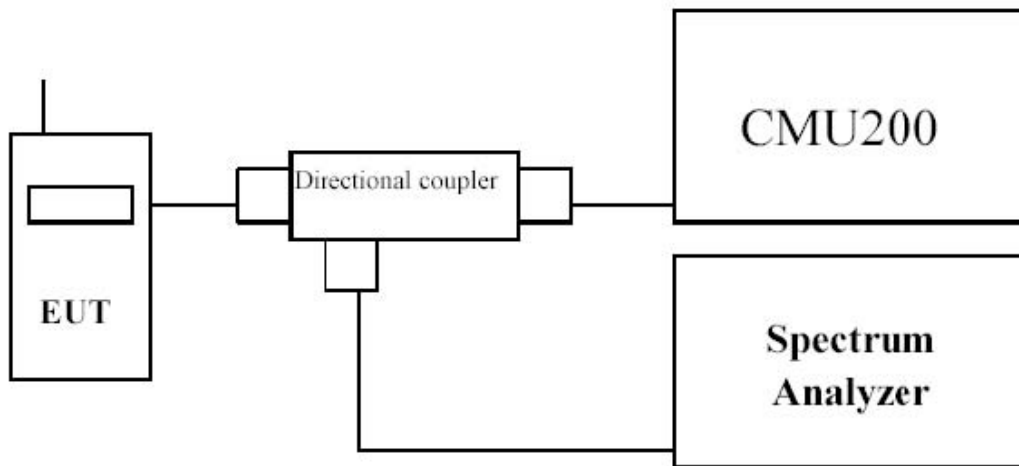 CMU200
Directional coupler
EUT
Spectrum
Analyzer